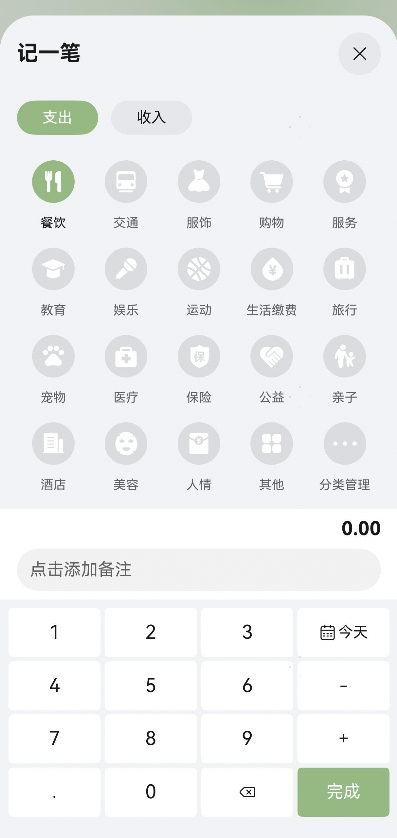 记一笔
支出 收入
餐饮 交通 服饰 购物 服务
¥
教育 娱乐 运动 生活缴费 旅行
保
宠物 医疗 保险 公益 亲子
酒店 美容 人情 其他 分类管理
0.00
点击添加备注
1 2 3 今天
4 5 6 -
7 8 9 +
. 0 完成